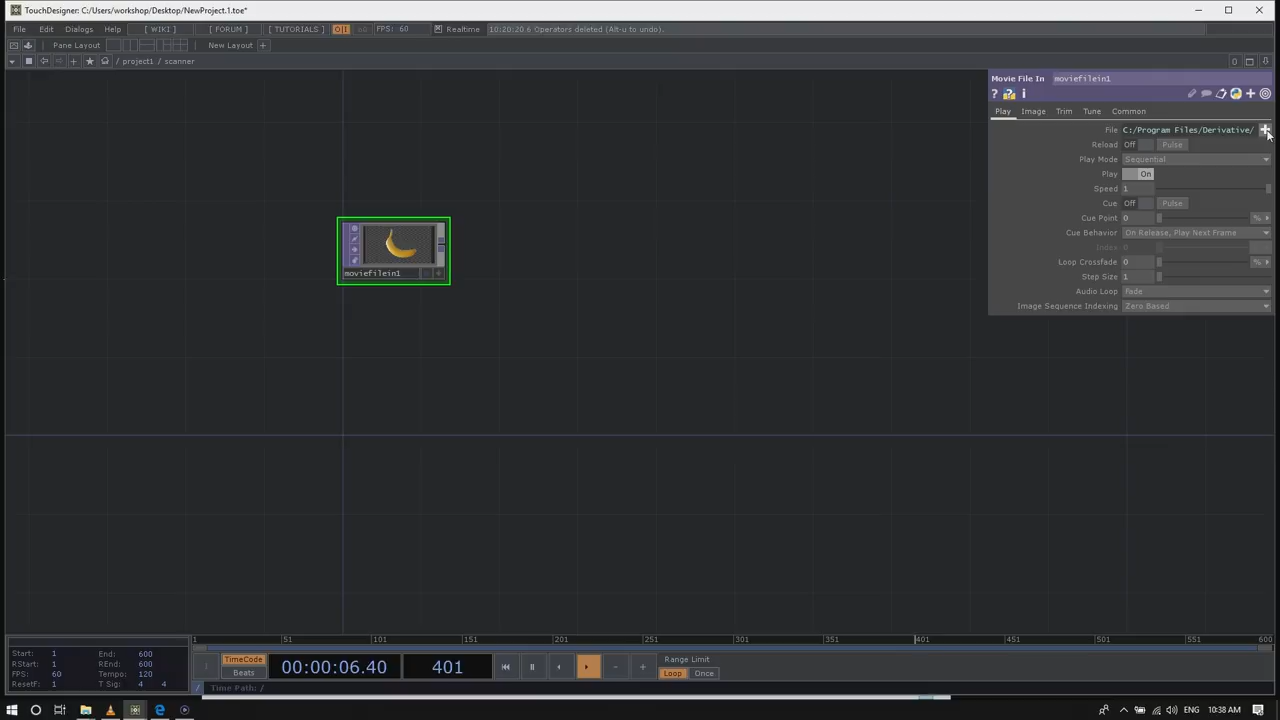 TouchDesigner: C:/Users/workshop/Desktop/NewProject.1.toe*
File Edit Dialogs Help [ WIKI ] [ FORUM ] [ TUTORIALS ] O|I FPS: 60 Realtime 10:20:20.6 Operators deleted (Alt-u to undo).
Pane Layout New Layout +
/ project1 / scanner 0
Movie File In moviefilein1
? ? i
Play Image Trim Tune Common
File C:/Program Files/Derivative/
Reload Off Pulse
Play Mode Sequential
Play On
Speed 1
Cue Off Pulse
Cue Point 0 %
Cue Behavior On Release, Play Next Frame
Index 0
Loop Crossfade 0 %
Step Size 1
Audio Loop Fade
Image Sequence Indexing Zero Based
moviefilein1
1 51 101 151 201 251 301 351 401 451 501 551 600
Start: 1 End: 600
RStart: 1 REnd: 600
FPS: 60 Tempo: 120
ResetF: 1 T Sig: 4 4
TimeCode
Beats
00:00:06.40 401
Range Limit
Loop Once
/ Time Path: /
10:38 AM